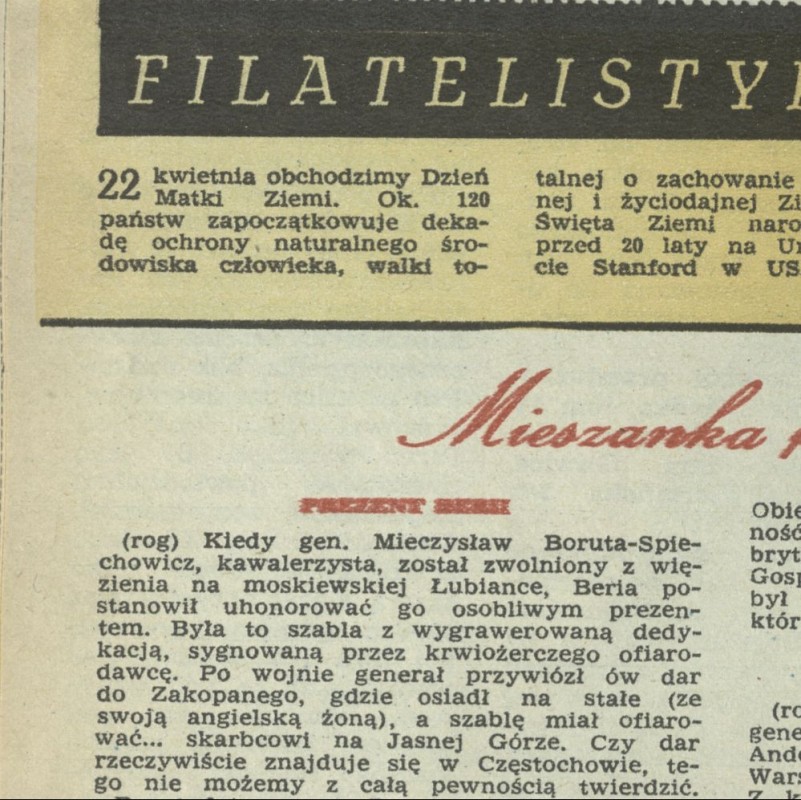 FILATELISTY
22 kwietnia obchodzimy Dzień
Matki Ziemi. Ok. 120
państw zapoczątkowuje deka-
dę ochrony naturalnego śro-
dowiska człowieka, walki to-
talnej o zachowanie
nej i życiodajnej Zi
Święta Ziemi naro
przed 20 laty na Un
cie Stanford w US
Mieszanka
PREZENT BERII
(rog) Kiedy gen. Mieczysław Boruta-Spie-
chowicz, kawalerzysta, został zwolniony z wię-
zienia na moskiewskiej Łubiance, Beria po-
stanowił uhonorować go osobliwym prezen-
tem. Była to szabla z wygrawerowaną dedy-
kacją, sygnowaną przez krwiożerczego ofiaro-
dawcę. Po wojnie generał przywiózł ów dar
do Zakopanego, gdzie osiadł na stałe (ze
swoją angielską żoną), a szablę miał ofiaro-
wać... skarbcowi na Jasnej Górze. Czy dar
rzeczywiście znajduje się w Częstochowie, te-
go nie możemy z całą pewnością twierdzić.
Obie
ność
bryt
Gosp
był
któr
(ro
gene
Ande
Wars